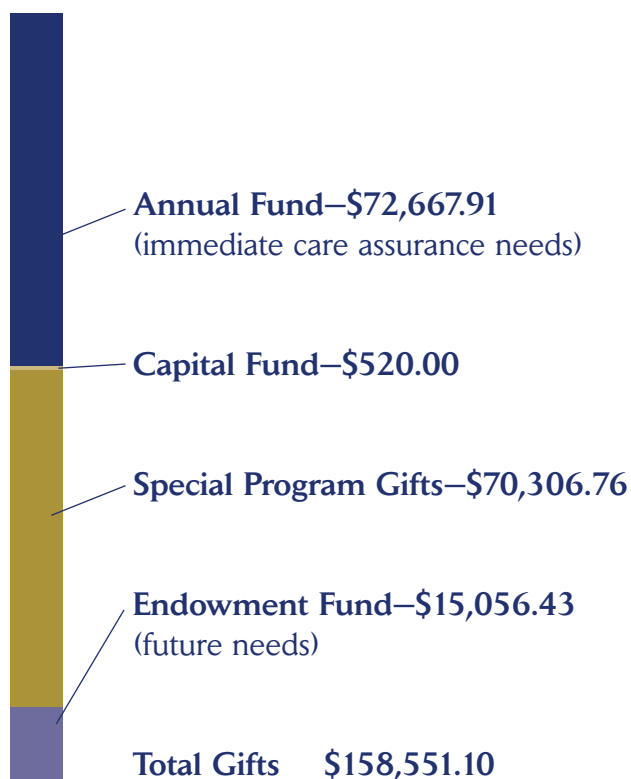 Annual Fund–$72,667.91
(immediate care assurance needs)
Capital Fund–$520.00
Special Program Gifts–$70,306.76
Endowment Fund–$15,056.43
(future needs)
Total Gifts $158,551.10